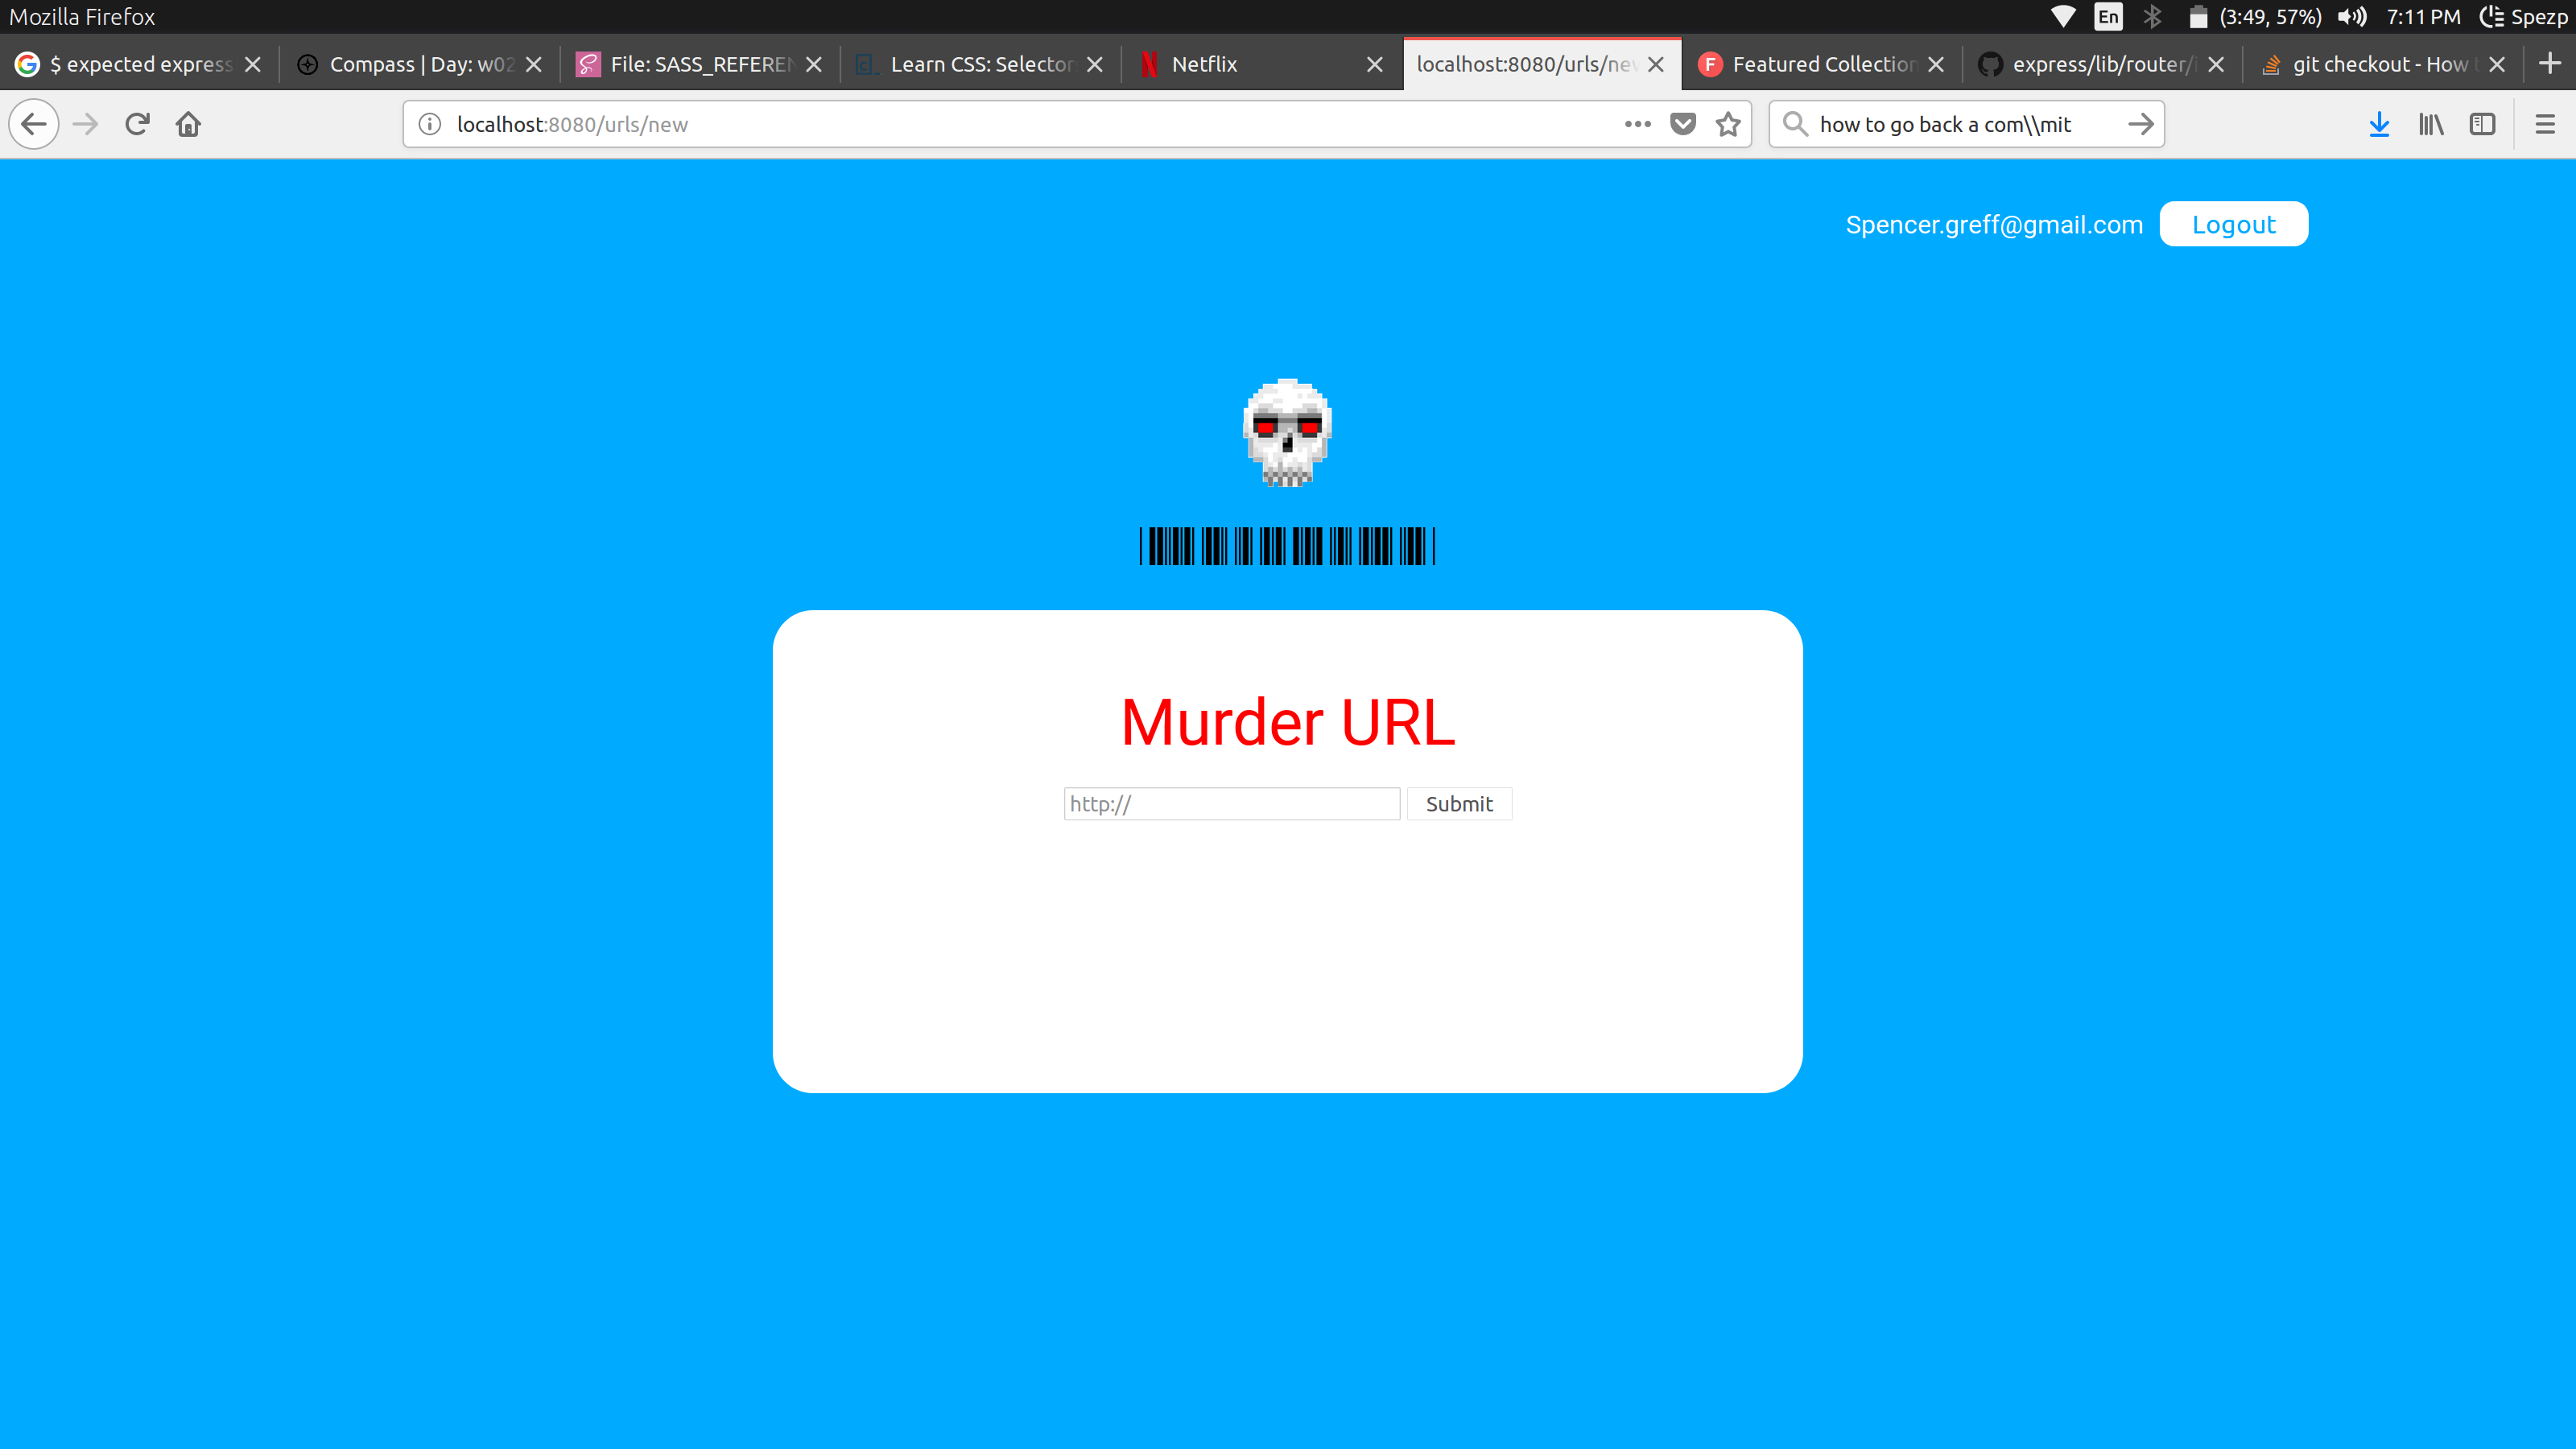 Mozilla Firefox
En (3:49, 57%) 7:11 PM Spezp
$ expected express Compass | Day: w02 File: SASS_REFEREN Learn CSS: Selector Netflix localhost:8080/urls/new Featured Collection express/lib/router/i git checkout - How t
localhost:8080/urls/new how to go back a com\\mit
Spencer.greff@gmail.com Logout
Murder URL
http:// Submit